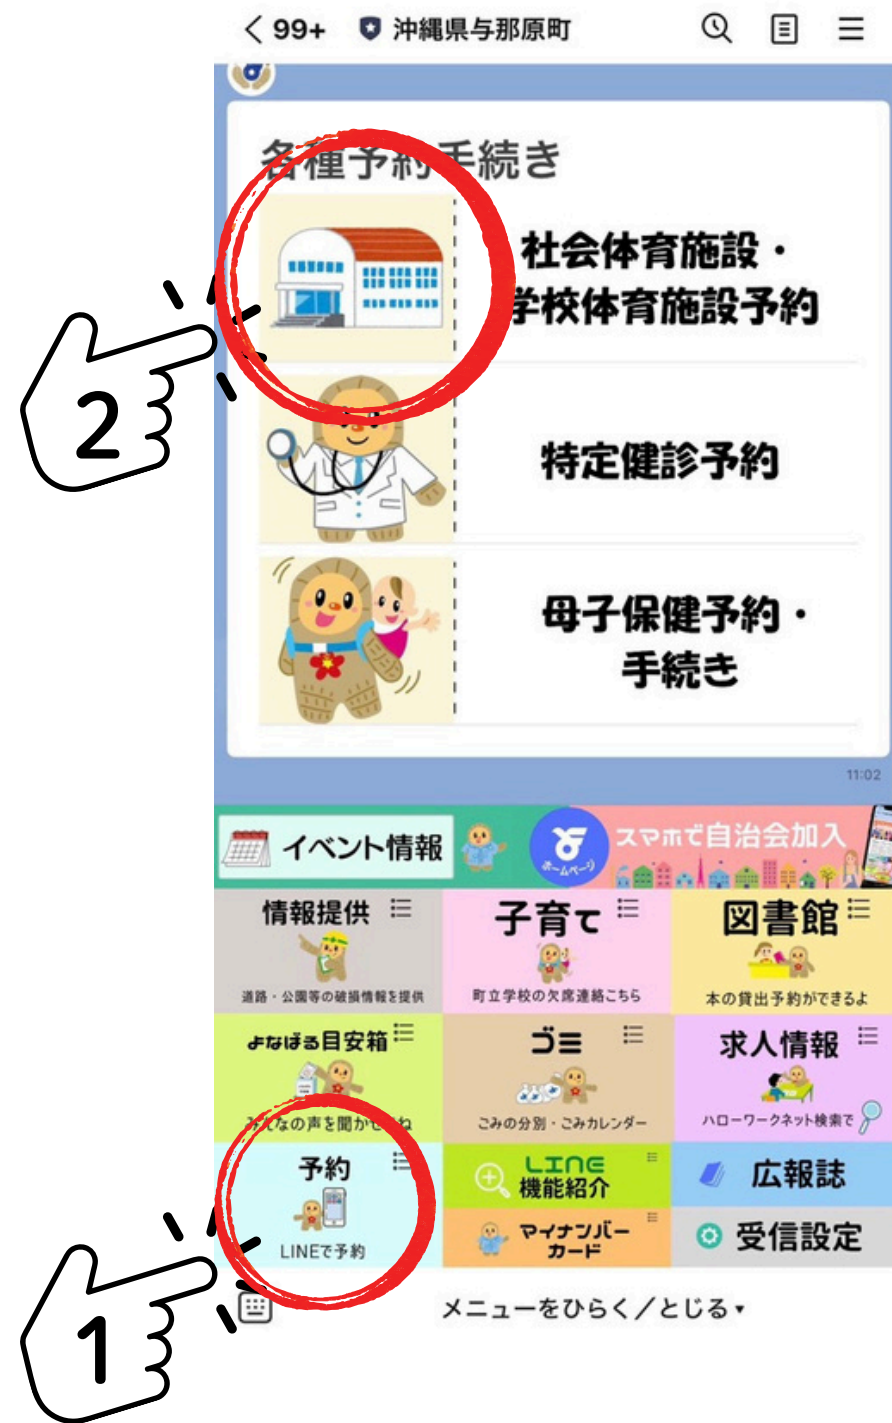 99+ 沖縄県与那原町
各種予約手続き
社会体育施設・
学校体育施設予約
2
特定健診予約
母子保健予約・
手続き
11:02
イベント情報
ホームページ
スマホで自治会加入
情報提供
道路・公園等の破損情報を提供
子育て
町立学校の欠席連絡こちら
図書館
本の貸出予約ができるよ
よなばる目安箱
みんなの声を聞かせてね
ゴミ
ごみの分別・ごみカレンダー
求人情報
ハローワークネット検索で
予約
LINEで予約
LINE
機能紹介
マイナンバー
カード
広報誌
受信設定
1
メニューをひらく/とじる▾